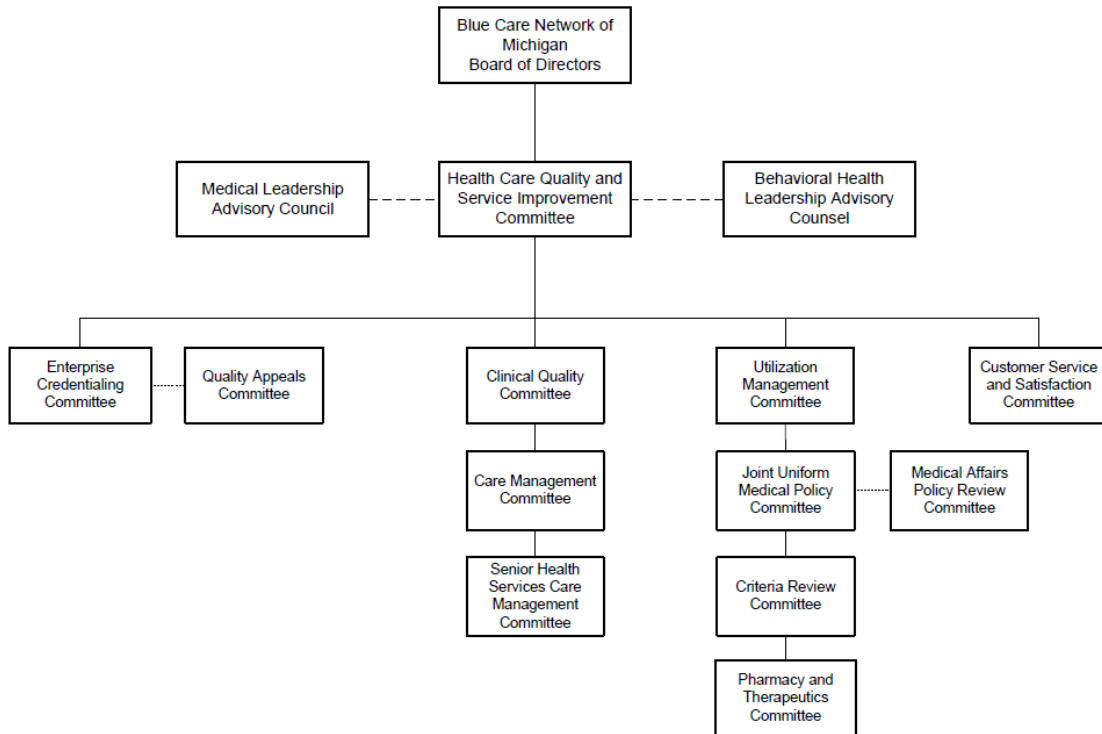 Blue Care Network of
Michigan
Board of Directors
Medical Leadership
Advisory Council
Health Care Quality and
Service Improvement
Committee
Behavioral Health
Leadership Advisory
Counsel
Enterprise
Credentialing
Committee
Quality Appeals
Committee
Clinical Quality
Committee
Utilization
Management
Committee
Customer Service
and Satisfaction
Committee
Care Management
Committee
Joint Uniform
Medical Policy
Committee
Medical Affairs
Policy Review
Committee
Senior Health
Services Care
Management
Committee
Criteria Review
Committee
Pharmacy and
Therapeutics
Committee